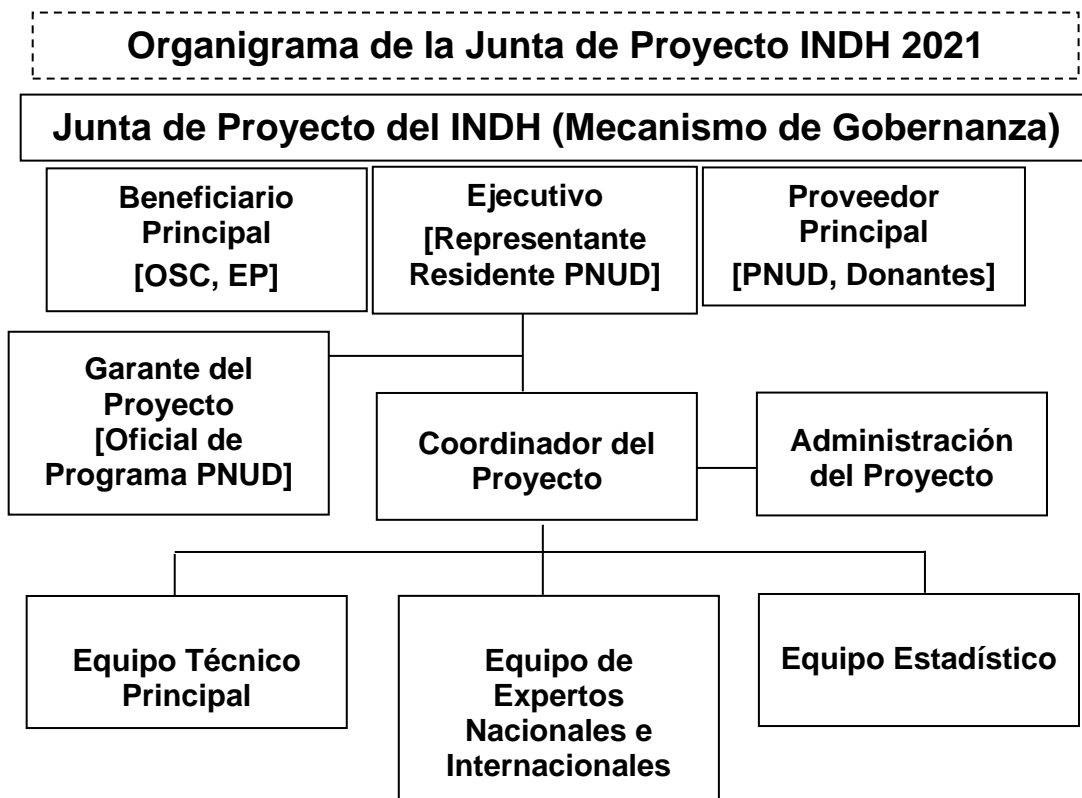 Organigrama de la Junta de Proyecto INDH 2021
Junta de Proyecto del INDH (Mecanismo de Gobernanza)
Beneficiario
Principal
[OSC, EP]
Ejecutivo
[Representante
Residente PNUD]
Proveedor
Principal
[PNUD, Donantes]
Garante del
Proyecto
[Oficial de
Programa PNUD]
Coordinador del
Proyecto
Administración
del Proyecto
Equipo Técnico
Principal
Equipo de
Expertos
Nacionales e
Internacionales
Equipo Estadístico